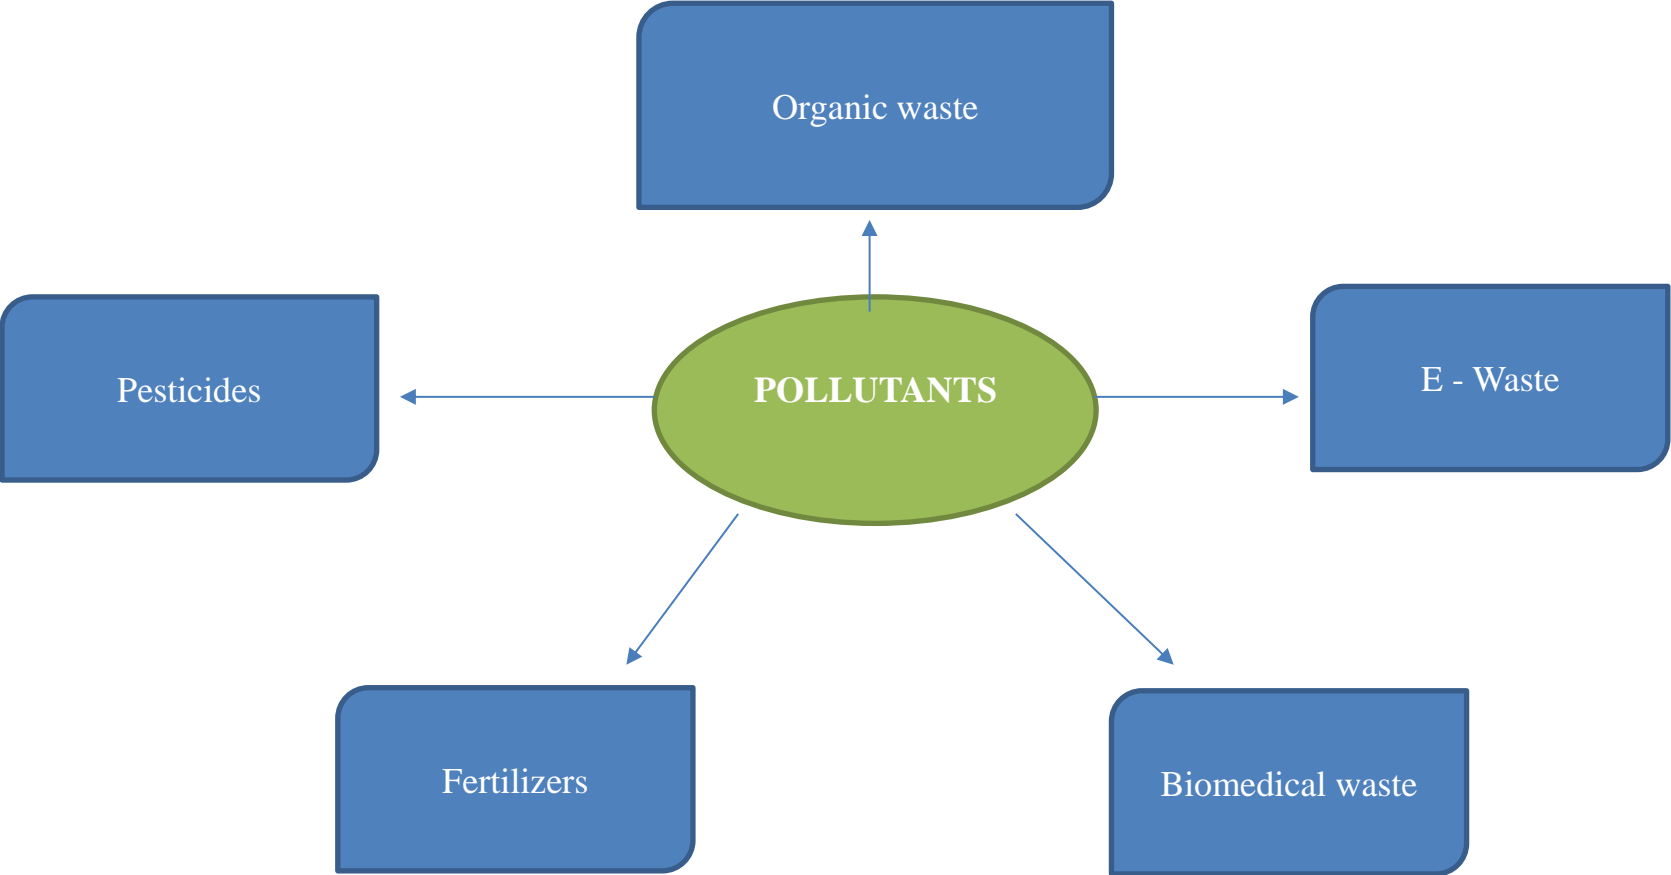 Organic waste
Pesticides
POLLUTANTS
E - Waste
Fertilizers
Biomedical waste